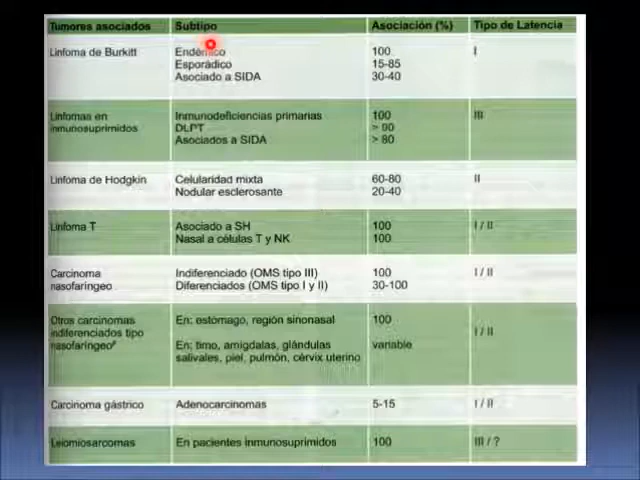 Tumores asociados Subtipo Asociación (%) Tipo de Latencia
Linfoma de Burkitt Endémico 100 I
Esporádico 15-85
Asociado a SIDA 30-40
Linfomas en inmunosuprimidos Inmunodeficiencias primarias 100 III
DLPT > 90
Asociados a SIDA > 80
Linfoma de Hodgkin Celularidad mixta 60-80 II
Nodular esclerosante 20-40
Linfoma T Asociado a SH 100 I / II
Nasal a células T y NK 100
Carcinoma nasofaríngeo Indiferenciado (OMS tipo III) 100 I / II
Diferenciados (OMS tipo I y II) 30-100
Otros carcinomas indiferenciados tipo nasofaríngeo En: estómago, región sinonasal 100 I / II
En: timo, amígdalas, glándulas variable
salivales, piel, pulmón, cérvix uterino
Carcinoma gástrico Adenocarcinomas 5-15 I / II
Leiomiosarcomas En pacientes inmunosuprimidos 100 III / ?